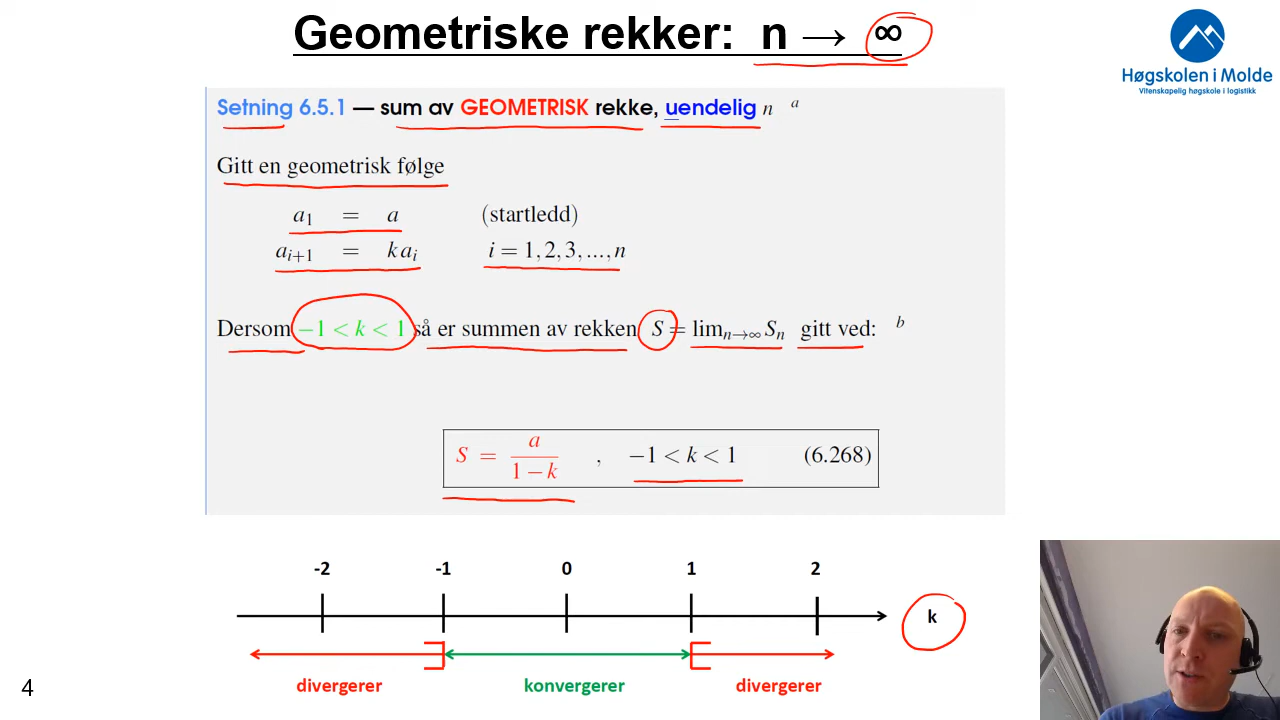 Geometriske rekker: n → ∞
Høgskolen i Molde
Vitenskapelig høgskole i logistikk
Setning 6.5.1 — sum av GEOMETRISK rekke, uendelig n a
Gitt en geometrisk følge
a₁ = a (startledd)
aᵢ₊₁ = k aᵢ i = 1,2,3,...,n
Dersom −1 < k < 1 så er summen av rekken S = limₙ→∞ Sₙ gitt ved: b
S = a / (1 − k) , −1 < k < 1 (6.268)
-2 -1 0 1 2
k
divergerer konvergerer divergerer
4